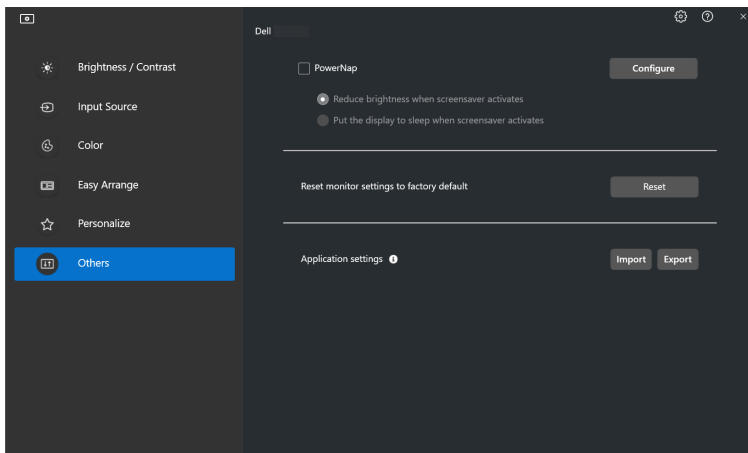 Dell
Brightness / Contrast
Input Source
Color
Easy Arrange
Personalize
Others
PowerNap
Configure
Reduce brightness when screensaver activates
Put the display to sleep when screensaver activates
Reset monitor settings to factory default
Reset
Application settings
Import
Export